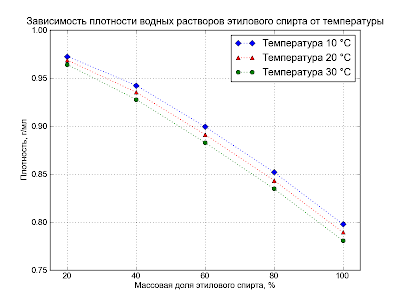 Зависимость плотности водных растворов этилового спирта от температуры
1.00
0.95
0.90
0.85
0.80
0.75
Плотность, г/мл
Температура 10 °C
Температура 20 °C
Температура 30 °C
20 40 60 80 100
Массовая доля этилового спирта, %